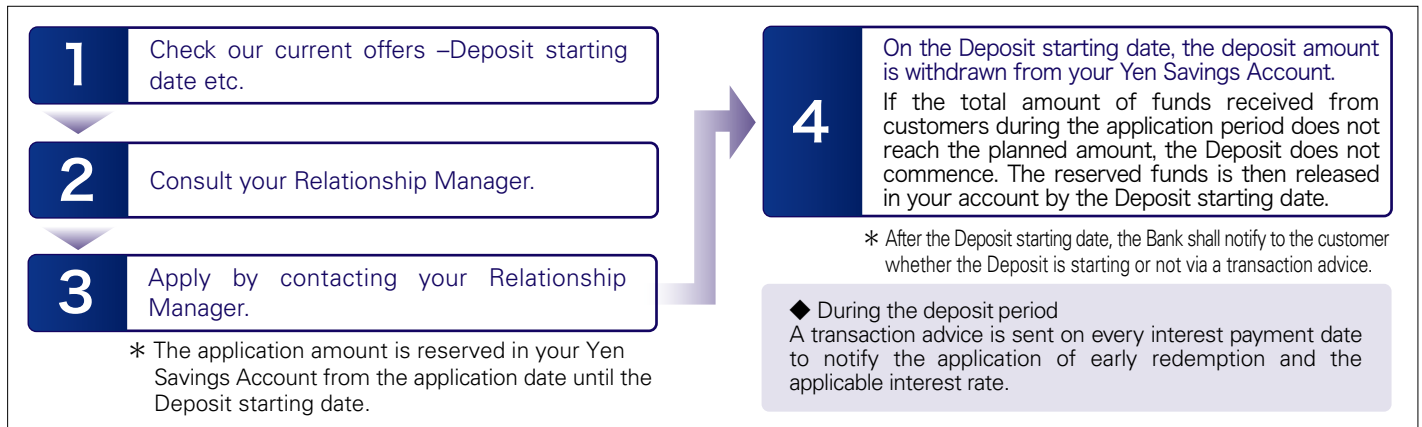 1
Check our current offers –Deposit starting
date etc.
2
Consult your Relationship Manager.
3
Apply by contacting your Relationship
Manager.
＊ The application amount is reserved in your Yen
Savings Account from the application date until the
Deposit starting date.
4
On the Deposit starting date, the deposit amount
is withdrawn from your Yen Savings Account.
If the total amount of funds received from
customers during the application period does not
reach the planned amount, the Deposit does not
commence. The reserved funds is then released
in your account by the Deposit starting date.
＊ After the Deposit starting date, the Bank shall notify to the customer
whether the Deposit is starting or not via a transaction advice.
◆ During the deposit period
A transaction advice is sent on every interest payment date
to notify the application of early redemption and the
applicable interest rate.